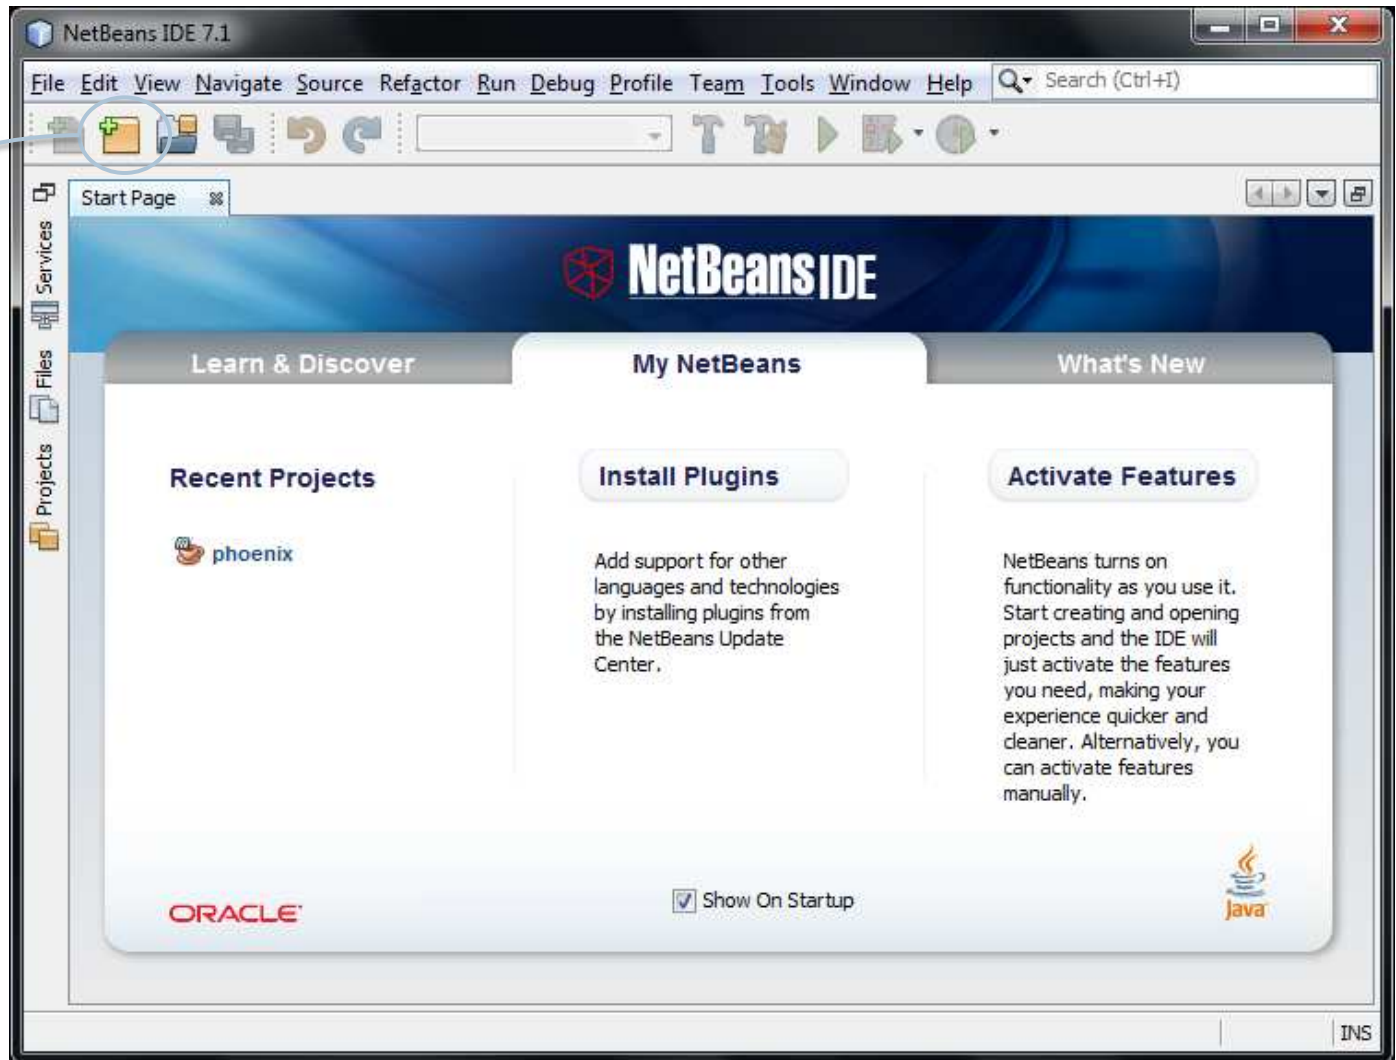 NetBeans IDE 7.1
File Edit View Navigate Source Refactor Run Debug Profile Team Tools Window Help Search (Ctrl+I)
Start Page
Services
Files
Projects
NetBeans IDE
Learn & Discover
My NetBeans
What's New
Recent Projects
phoenix
Install Plugins
Add support for other
languages and technologies
by installing plugins from
the NetBeans Update
Center.
Activate Features
NetBeans turns on
functionality as you use it.
Start creating and opening
projects and the IDE will
just activate the features
you need, making your
experience quicker and
cleaner. Alternatively, you
can activate features
manually.
ORACLE
Show On Startup
Java
INS